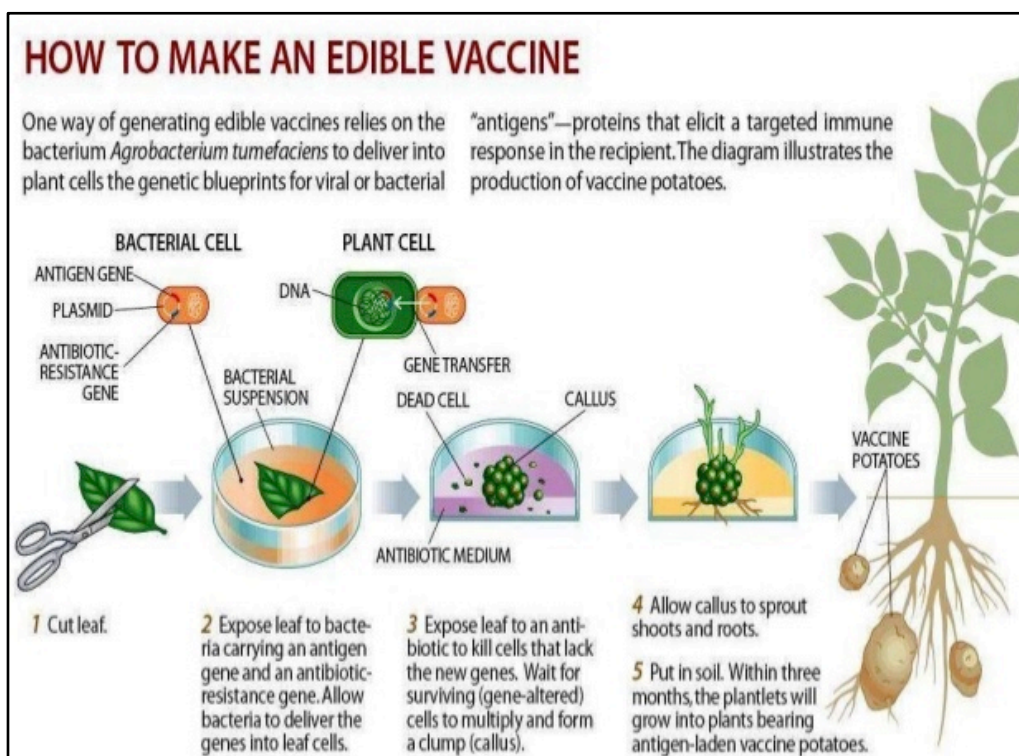 HOW TO MAKE AN EDIBLE VACCINE
One way of generating edible vaccines relies on the
bacterium Agrobacterium tumefaciens to deliver into
plant cells the genetic blueprints for viral or bacterial
"antigens"—proteins that elicit a targeted immune
response in the recipient. The diagram illustrates the
production of vaccine potatoes.
BACTERIAL CELL
ANTIGEN GENE
PLASMID
ANTIBIOTIC-
RESISTANCE
GENE
PLANT CELL
DNA
GENE TRANSFER
BACTERIAL
SUSPENSION
DEAD CELL
CALLUS
ANTIBIOTIC MEDIUM
VACCINE
POTATOES
1 Cut leaf.
2 Expose leaf to bacte-
ria carrying an antigen
gene and an antibiotic-
resistance gene. Allow
bacteria to deliver the
genes into leaf cells.
3 Expose leaf to an anti-
biotic to kill cells that lack
the new genes. Wait for
surviving (gene-altered)
cells to multiply and form
a clump (callus).
4 Allow callus to sprout
shoots and roots.
5 Put in soil. Within three
months, the plantlets will
grow into plants bearing
antigen-laden vaccine potatoes.